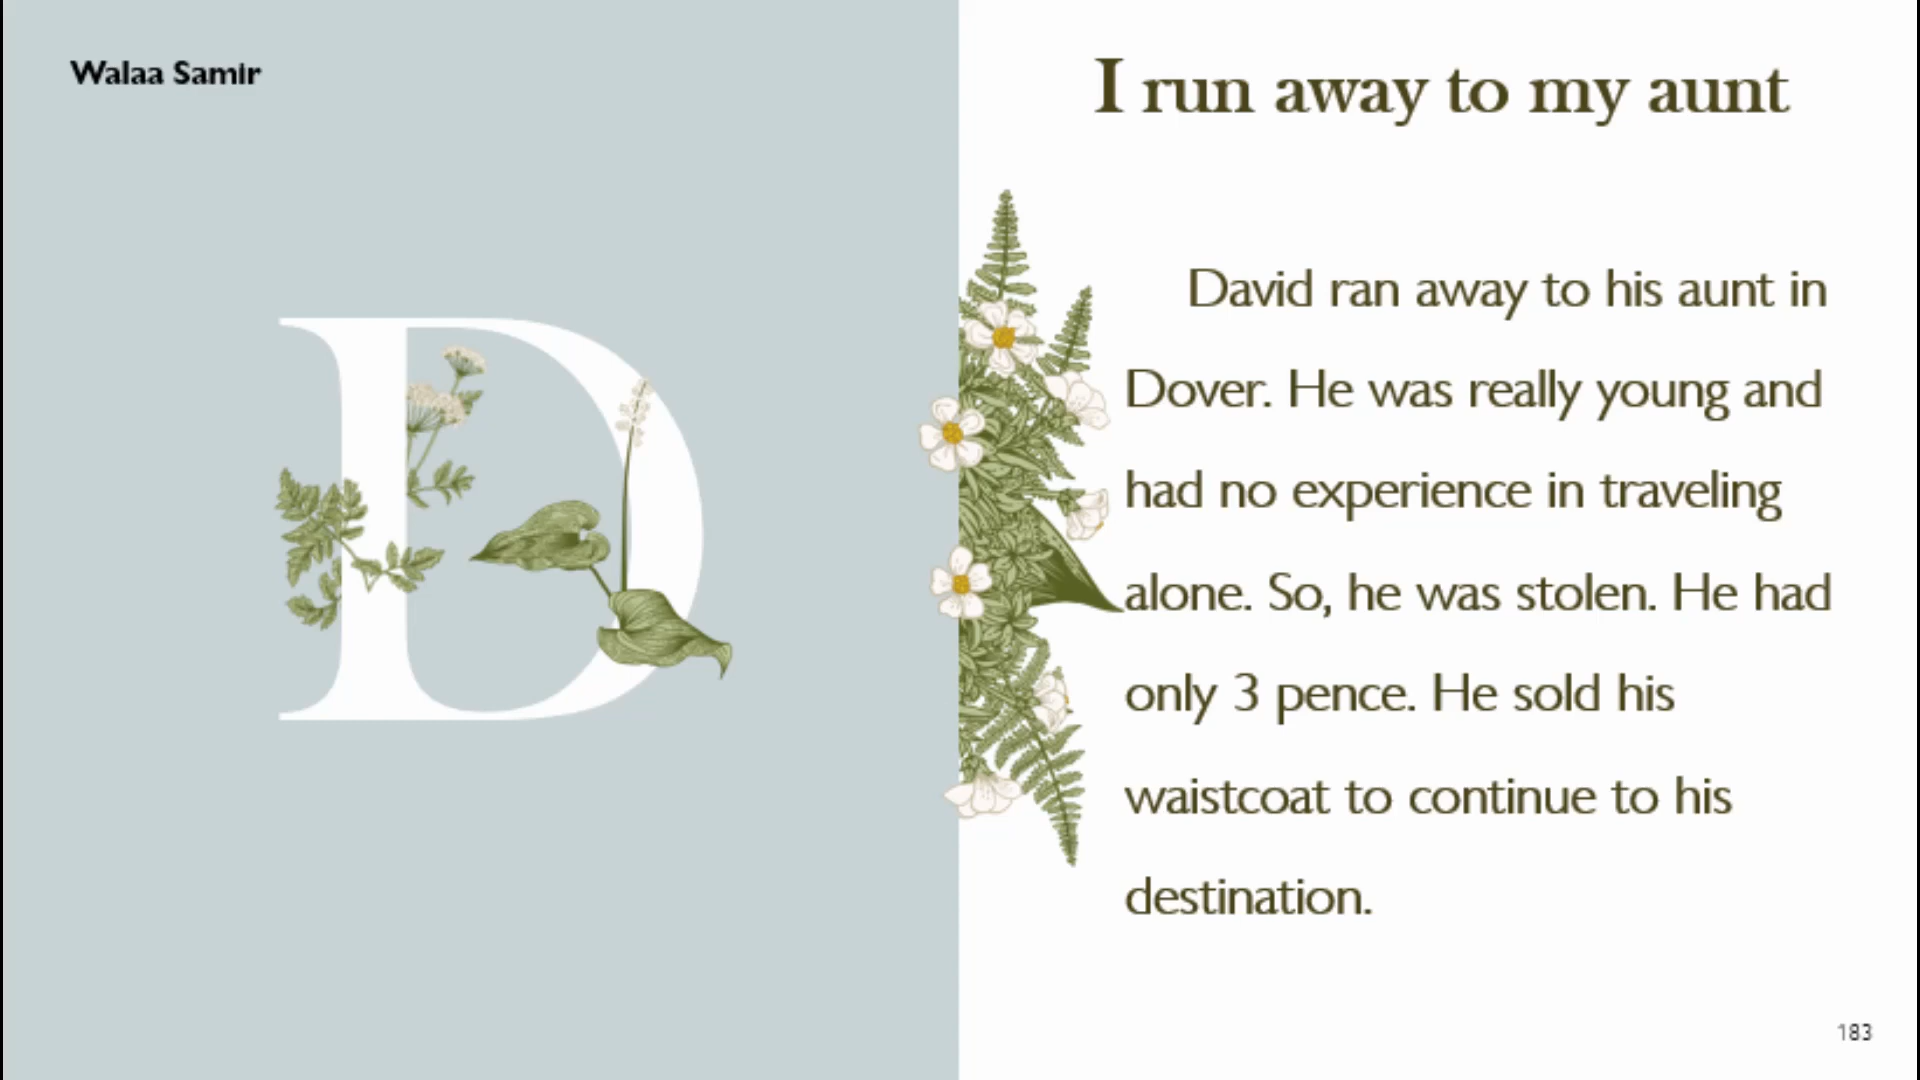 Walaa Samir
D
I run away to my aunt
David ran away to his aunt in
Dover. He was really young and
had no experience in traveling
alone. So, he was stolen. He had
only 3 pence. He sold his
waistcoat to continue to his
destination.
183